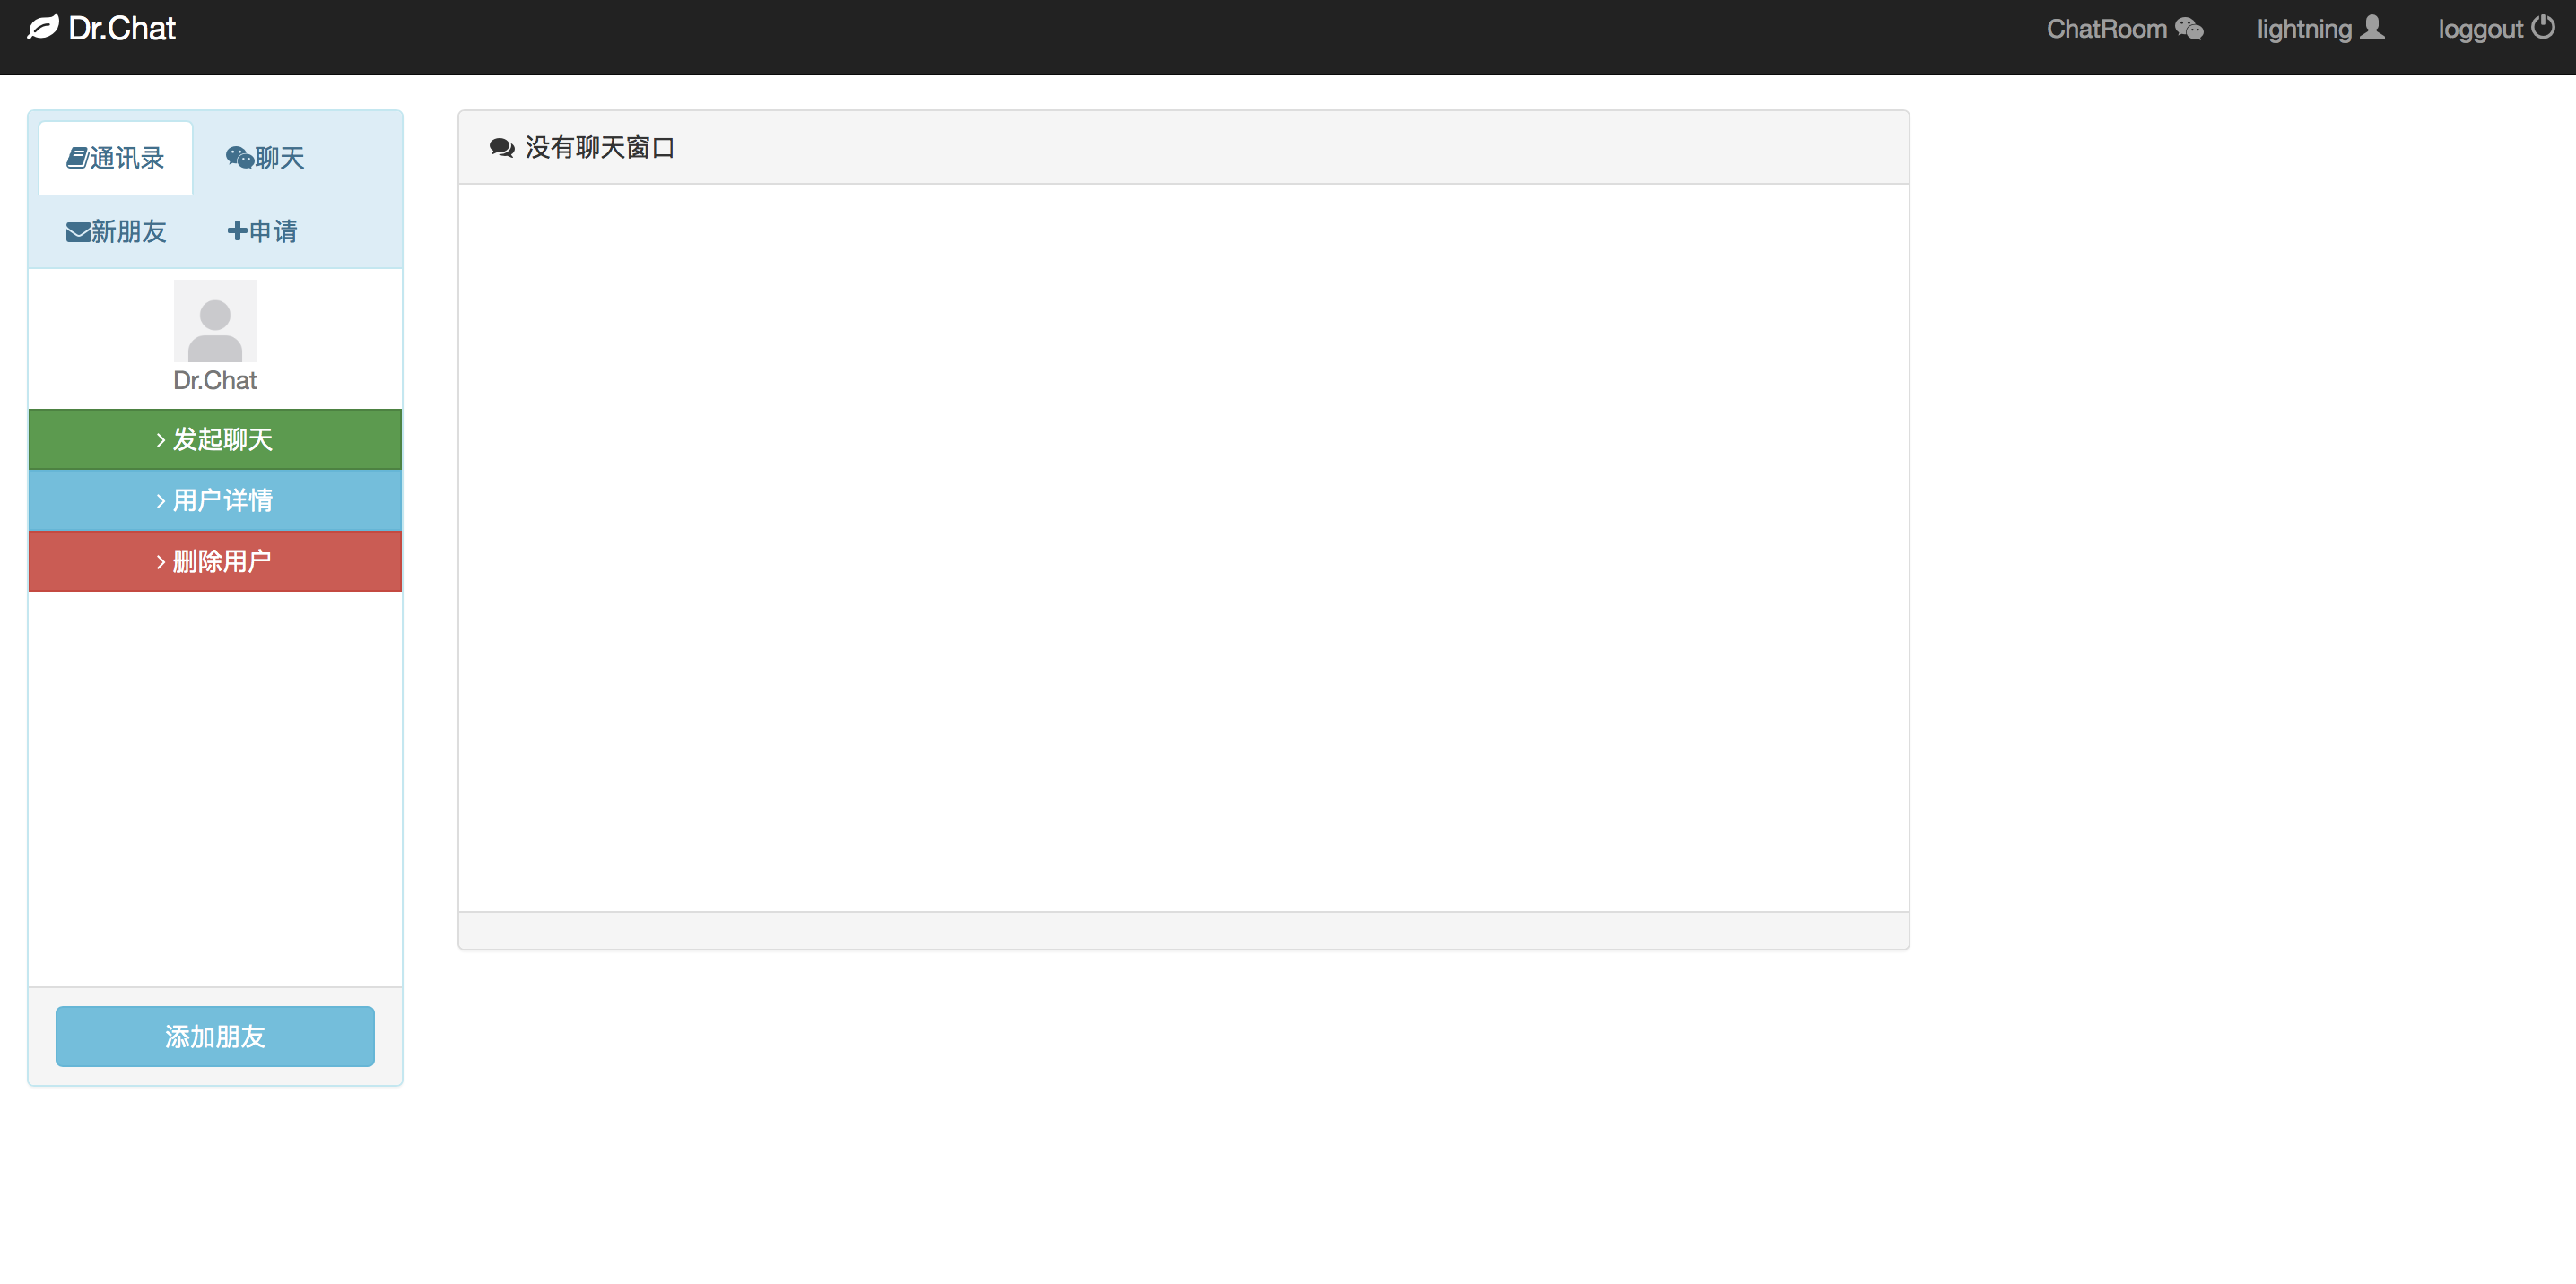 Dr.Chat
ChatRoom
lightning
loggout
通讯录
聊天
新朋友
申请
Dr.Chat
发起聊天
用户详情
删除用户
添加朋友
没有聊天窗口